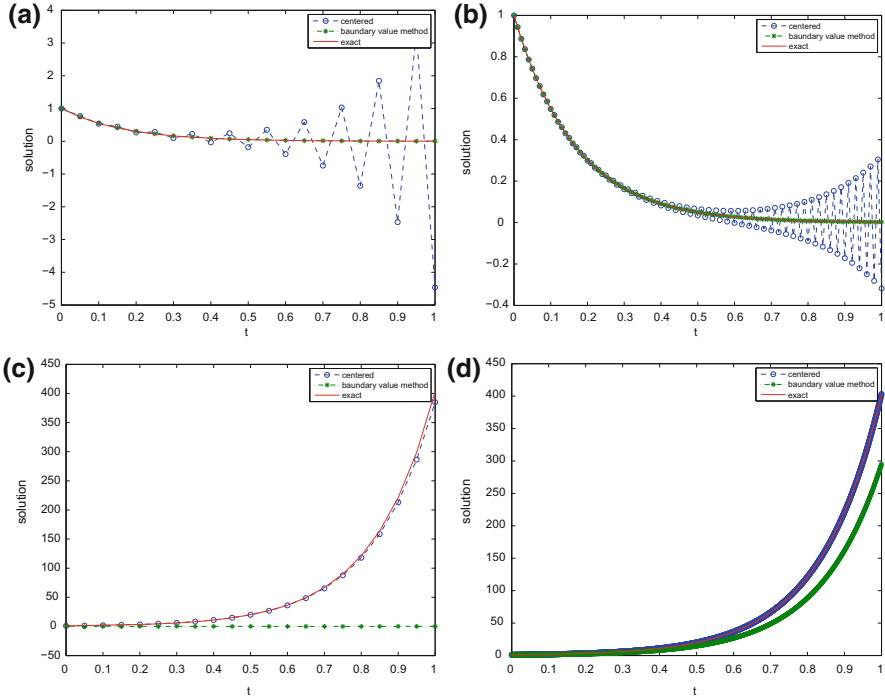 (a)
4
3
2
1
0
-1
-2
-3
-4
-5
solution
0 0.1 0.2 0.3 0.4 0.5 0.6 0.7 0.8 0.9 1
t
centered
baundary value method
exact
(b)
1
0.8
0.6
0.4
0.2
0
-0.2
-0.4
solution
0 0.1 0.2 0.3 0.4 0.5 0.6 0.7 0.8 0.9 1
t
centered
baundary value method
exact
(c)
450
400
350
300
250
200
150
100
50
0
-50
solution
0 0.1 0.2 0.3 0.4 0.5 0.6 0.7 0.8 0.9 1
t
centered
baundary value method
exact
(d)
450
400
350
300
250
200
150
100
50
0
solution
0 0.1 0.2 0.3 0.4 0.5 0.6 0.7 0.8 0.9 1
t
centered
baundary value method
exact